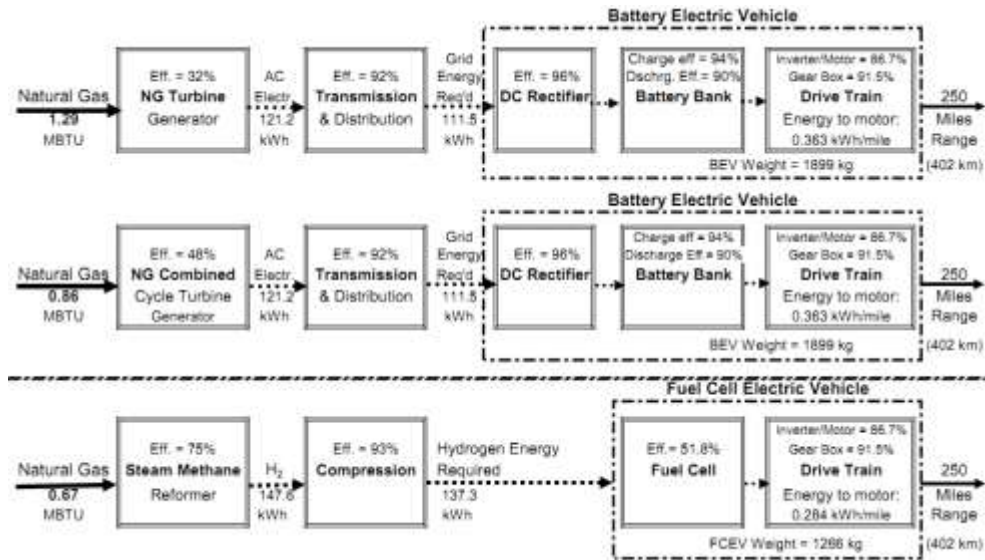 Battery Electric Vehicle
Natural Gas
1.29
MBTU
Eff. = 32%
NG Turbine
Generator
AC
Electr.
121.2
kWh
Eff. = 92%
Transmission
& Distribution
Grid
Energy
Req'd
111.5
kWh
Eff. = 96%
DC Rectifier
Charge eff = 94%
Dschrg. Eff = 90%
Battery Bank
Inverter/Motor = 86.7%
Gear Box = 91.5%
Drive Train
Energy to motor:
0.363 kWh/mile
BEV Weight = 1899 kg
250
Miles
Range
(402 km)
Battery Electric Vehicle
Natural Gas
0.86
MBTU
Eff. = 48%
NG Combined
Cycle Turbine
Generator
AC
Electr.
121.2
kWh
Eff. = 92%
Transmission
& Distribution
Grid
Energy
Req'd
111.5
kWh
Eff. = 96%
DC Rectifier
Charge eff = 94%
Discharge Eff = 90%
Battery Bank
Inverter/Motor = 86.7%
Gear Box = 91.5%
Drive Train
Energy to motor:
0.363 kWh/mile
BEV Weight = 1899 kg
250
Miles
Range
(402 km)
Fuel Cell Electric Vehicle
Natural Gas
0.67
MBTU
Eff. = 75%
Steam Methane
Reformer
H₂
147.6
kWh
Eff. = 93%
Compression
Hydrogen Energy
Required
137.3
kWh
Eff.= 51.8%
Fuel Cell
Inverter/Motor = 86.7%
Gear Box = 91.5%
Drive Train
Energy to motor:
0.284 kWh/mile
FCEV Weight = 1266 kg
250
Miles
Range
(402 km)